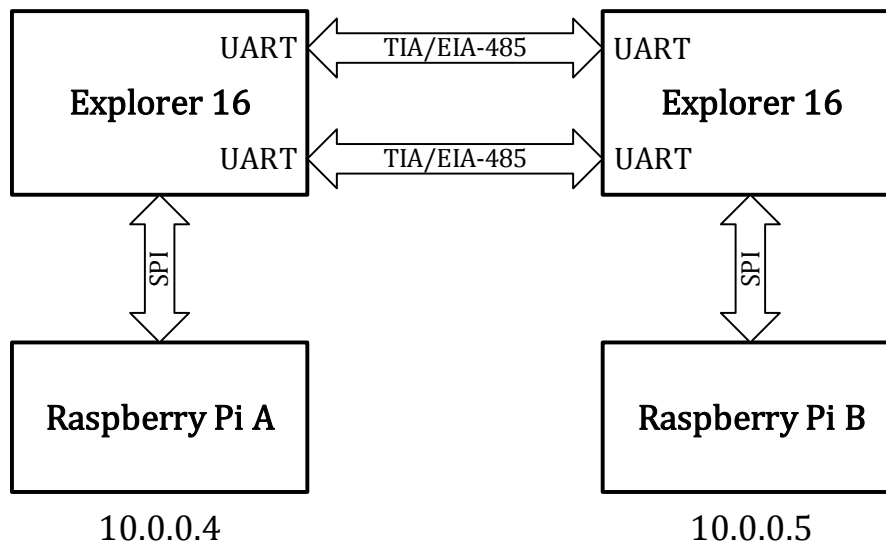 UART
TIA/EIA-485
UART
Explorer 16
Explorer 16
UART
TIA/EIA-485
UART
SPI
SPI
Raspberry Pi A
Raspberry Pi B
10.0.0.4
10.0.0.5